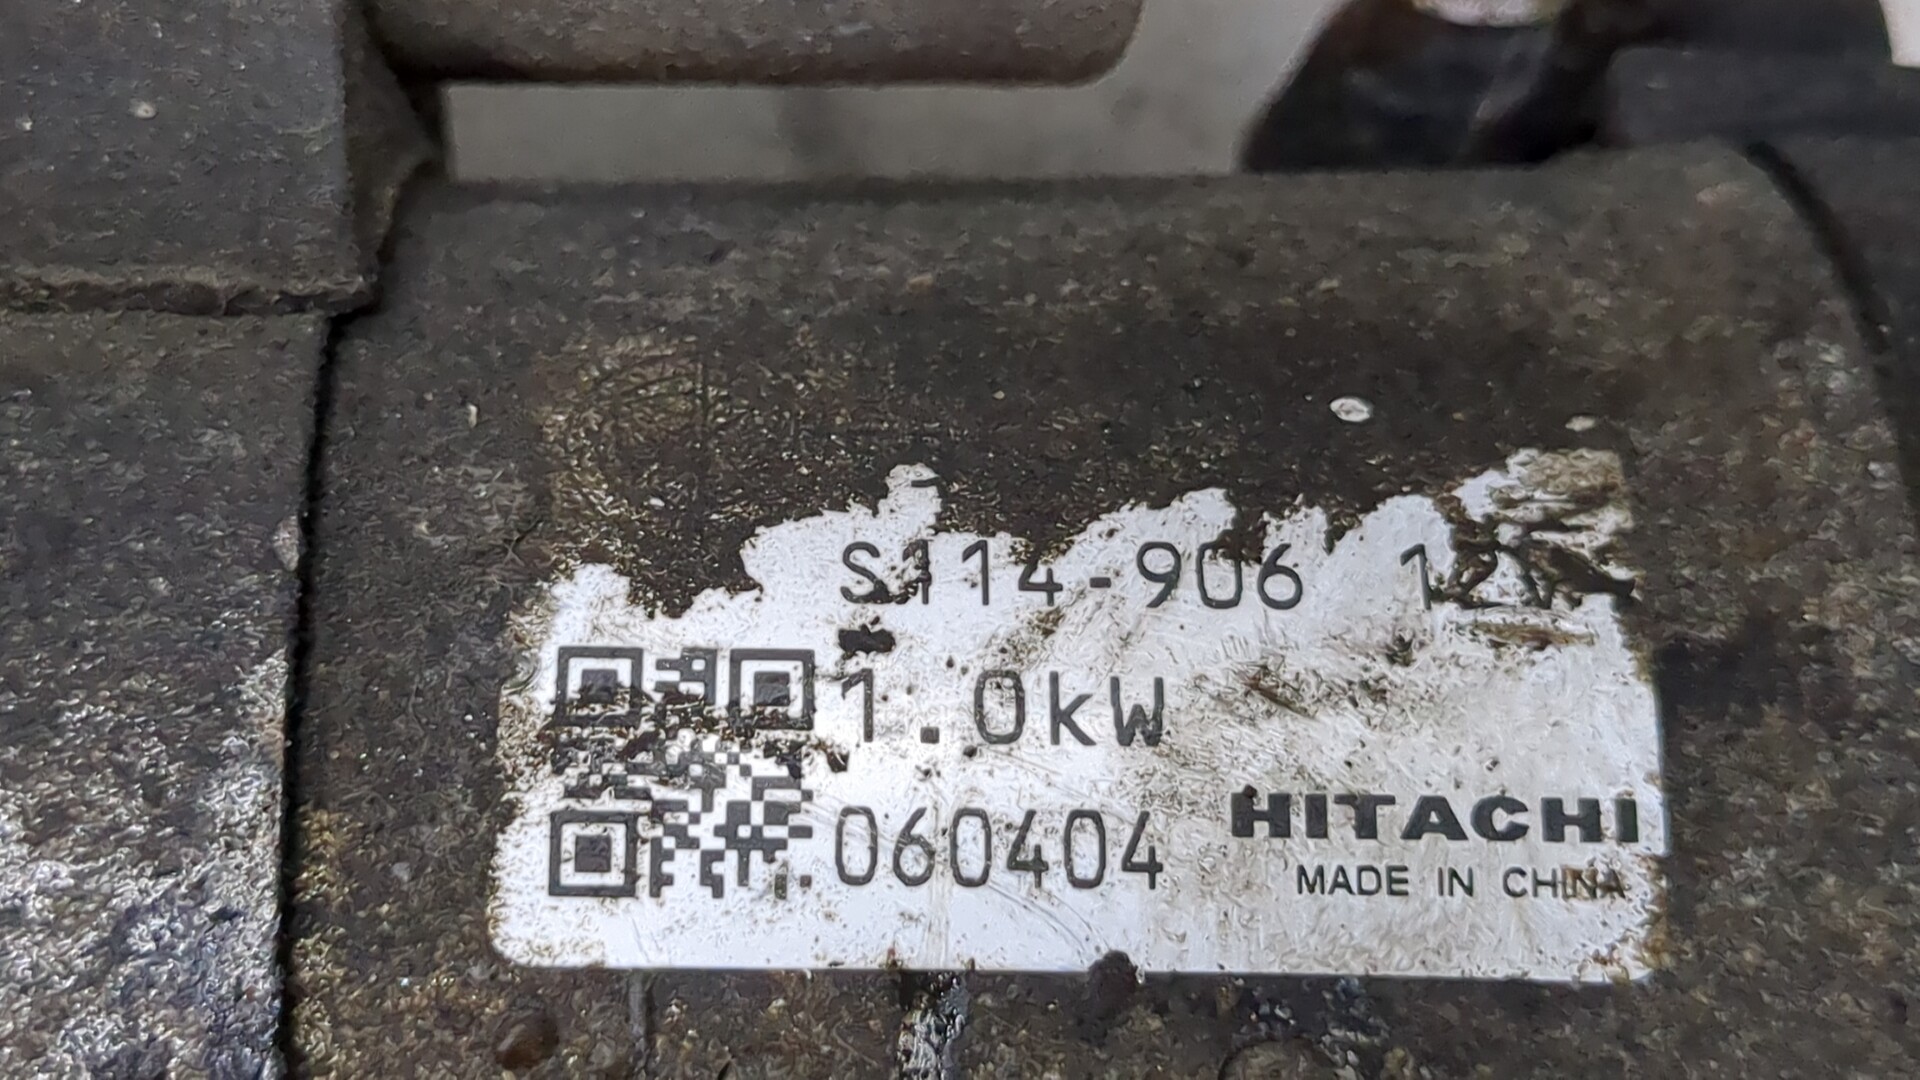 S114-906 12V
1.0kW
060404 HITACHI
MADE IN CHINA